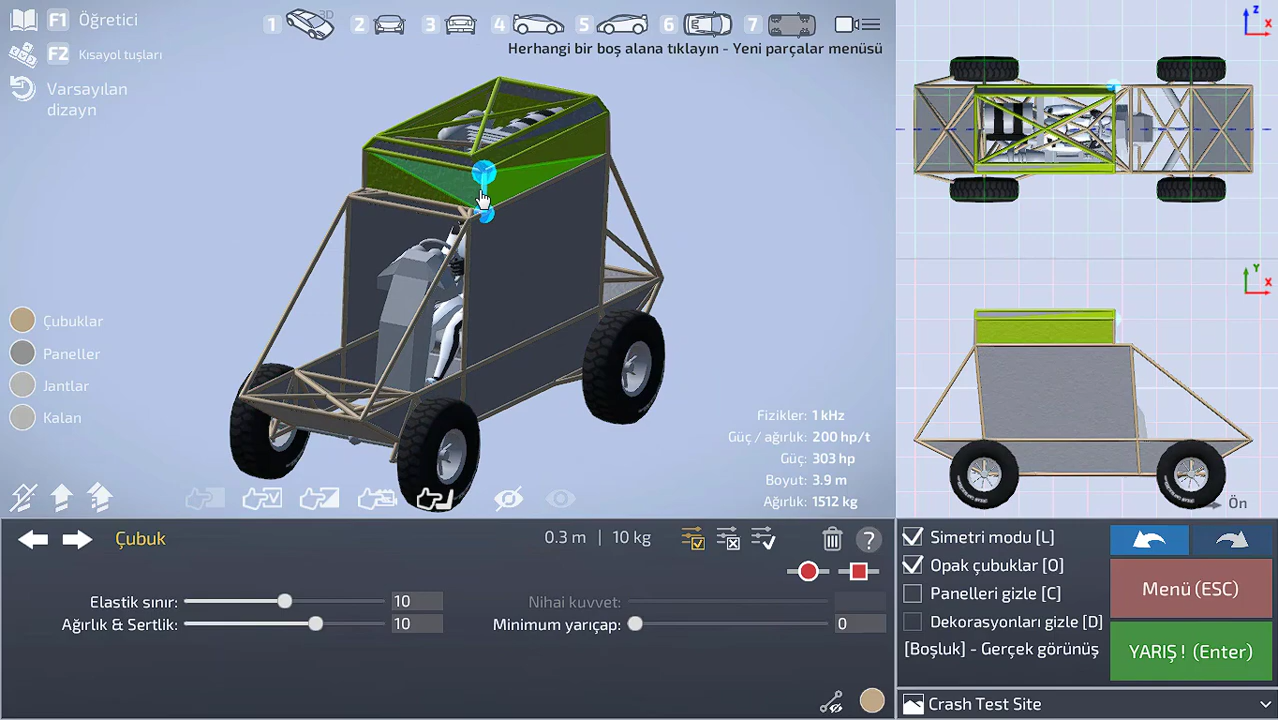 F1 Öğretici
F2 Kısayol tuşları
Varsayılan
dizayn
1 3D 2 3 4 5 6 7
Herhangi bir boş alana tıklayın - Yeni parçalar menüsü
Z
X
Çubuklar
Paneller
Jantlar
Kalan
Fizikler: 1 kHz
Güç / ağırlık: 200 hp/t
Güç: 303 hp
Boyut: 3.9 m
Ağırlık: 1512 kg
Y
X
Ön
Çubuk
0.3 m | 10 kg
?
Elastik sınır: 10
Ağırlık & Sertlik: 10
Nihai kuvvet:
Minimum yarıçap: 0
Simetri modu [L]
Opak çubuklar [O]
Panelleri gizle [C]
Dekorasyonları gizle [D]
[Boşluk] - Gerçek görünüş
Menü (ESC)
YARIŞ! (Enter)
Crash Test Site